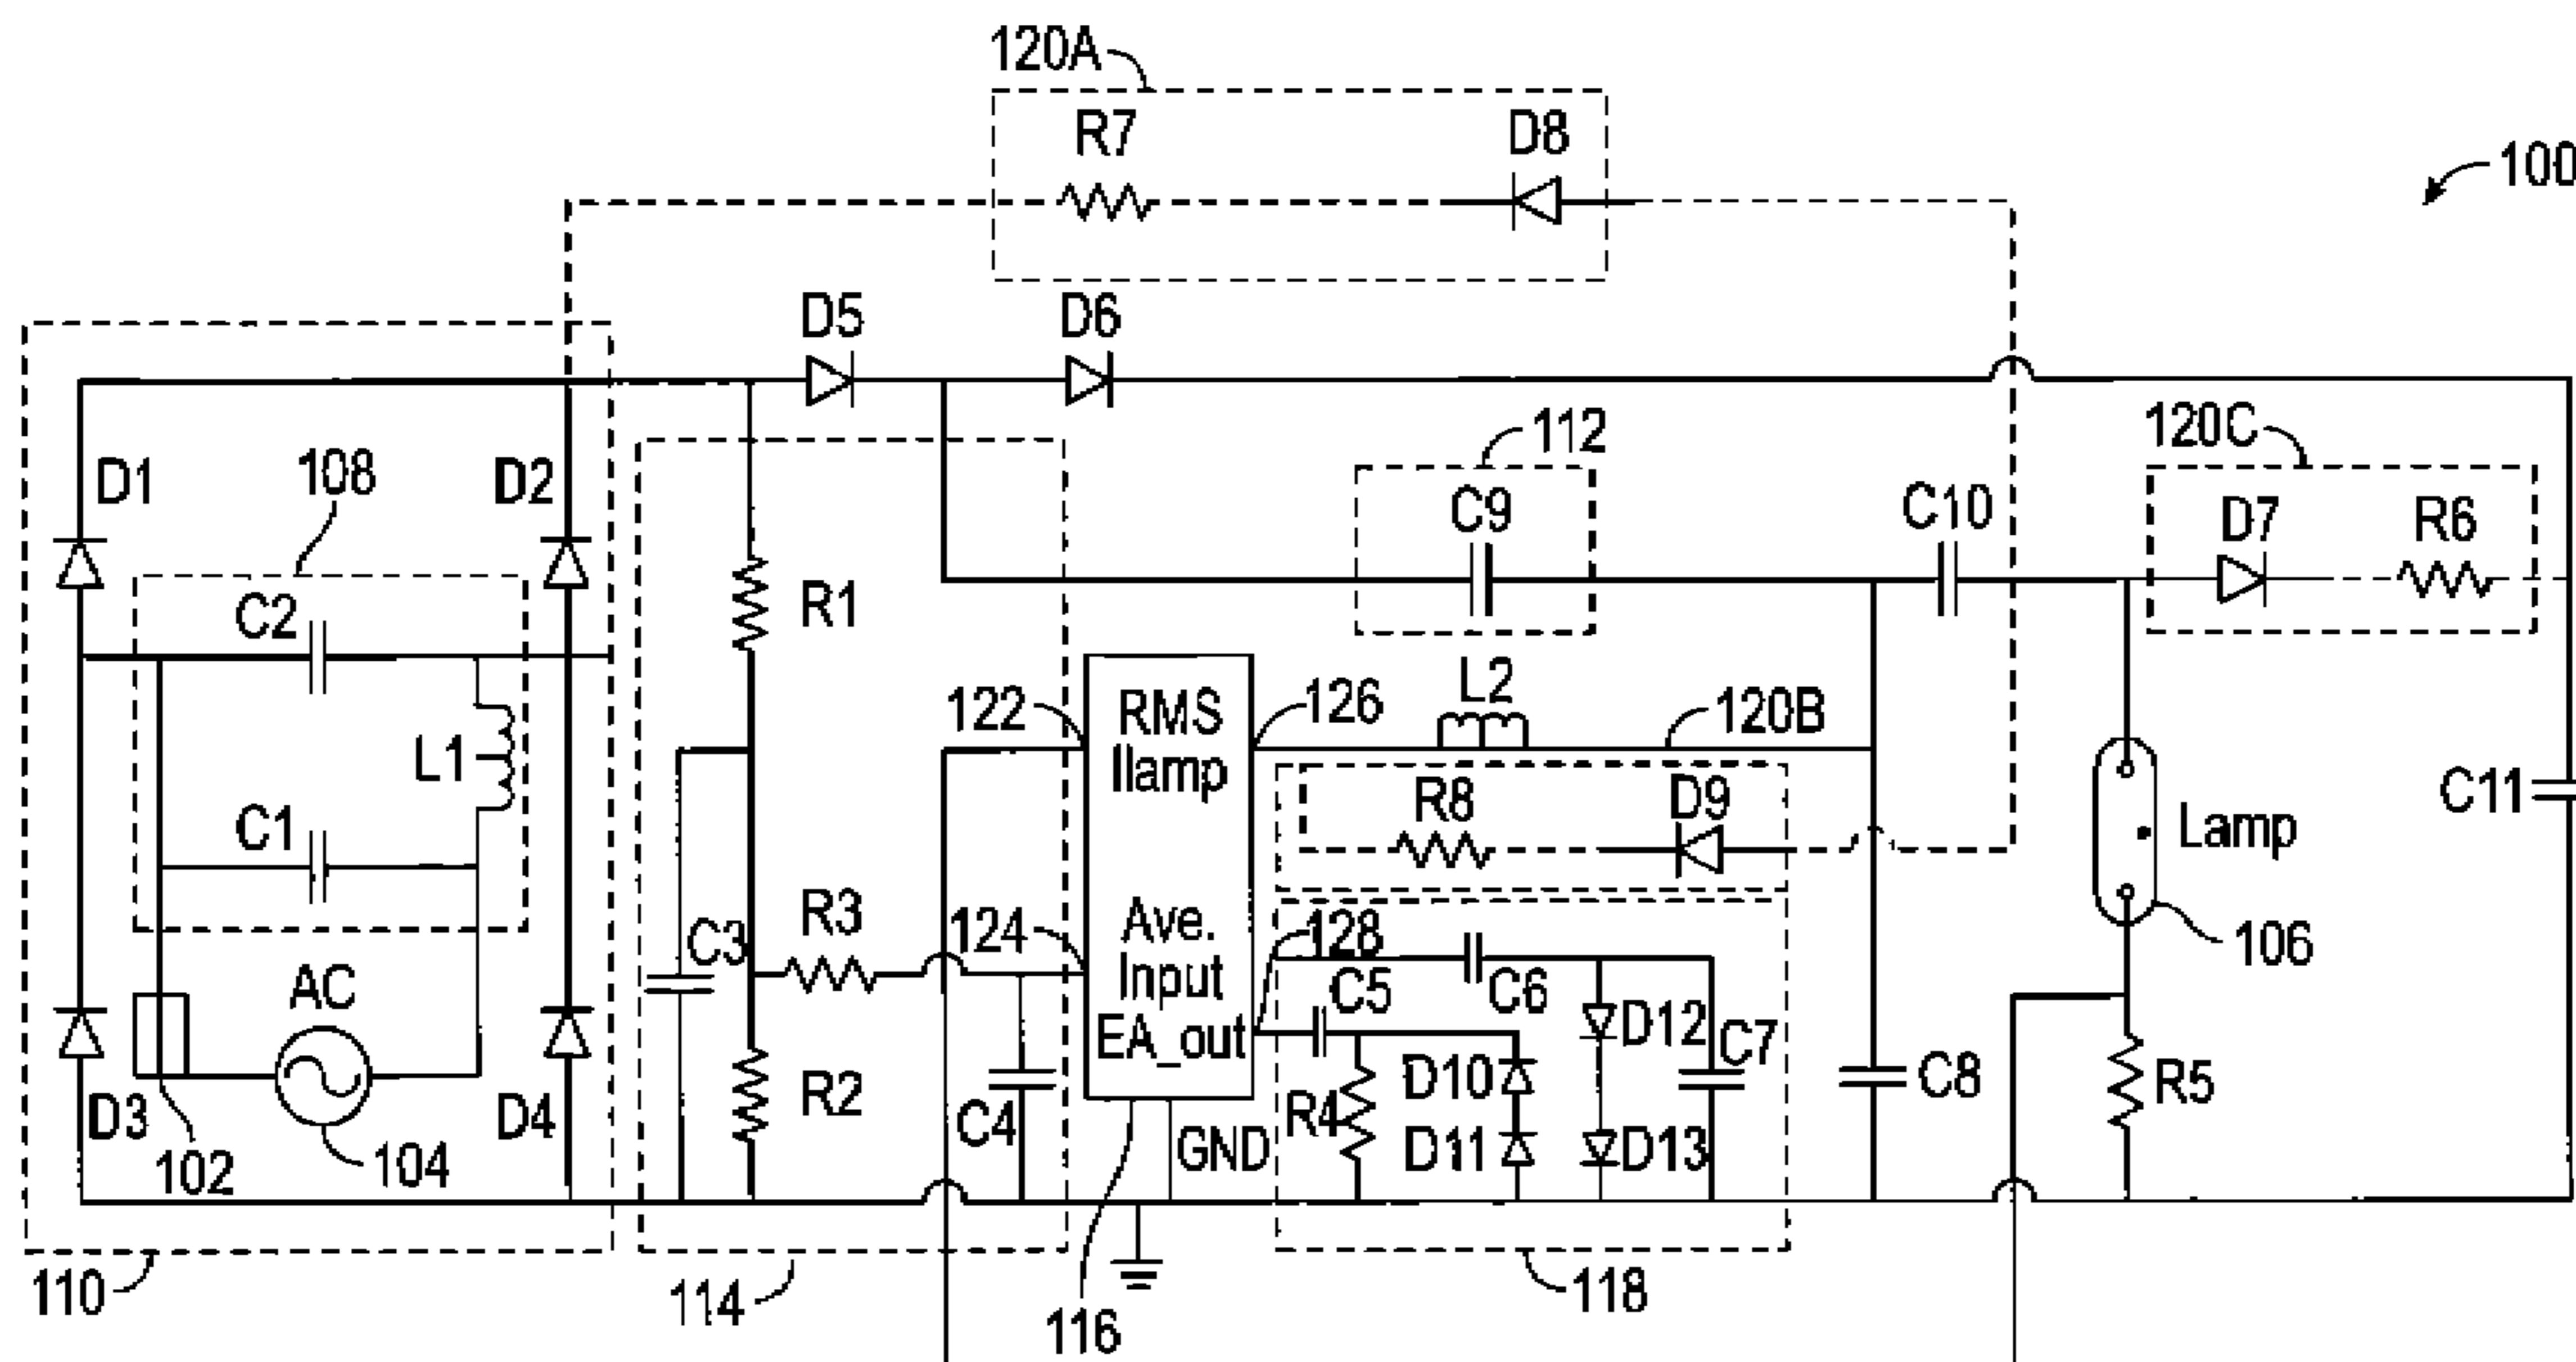 120A
R7
D8
100
D5
D6
112
120C
D1
108
D2
C9
C10
D7
R6
C2
R1
L2
122
RMS
Ilamp
126
120B
L1
R8
D9
C11
Lamp
C1
R3
C3
124
Ave.
Input
EA_out
128
106
AC
C5
C6
D12
C7
D10
C8
R5
R2
C4
R4
D3
D4
102
104
GND
D11
D13
110
114
116
118